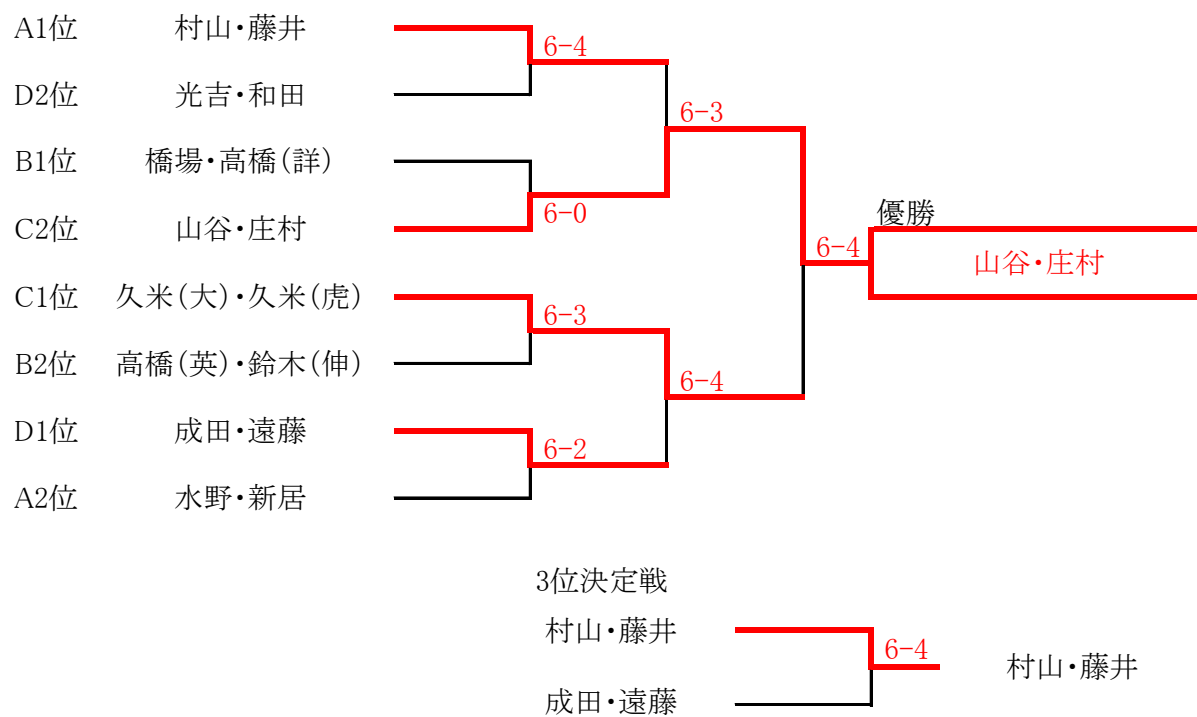 A1位 村山・藤井
6-4
D2位 光吉・和田
6-3
B1位 橋場・高橋(詳)
6-0
C2位 山谷・庄村
優勝
6-4
山谷・庄村
C1位 久米(大)・久米(虎)
6-3
B2位 高橋(英)・鈴木(伸)
6-4
D1位 成田・遠藤
6-2
A2位 水野・新居
3位決定戦
村山・藤井
6-4
村山・藤井
成田・遠藤